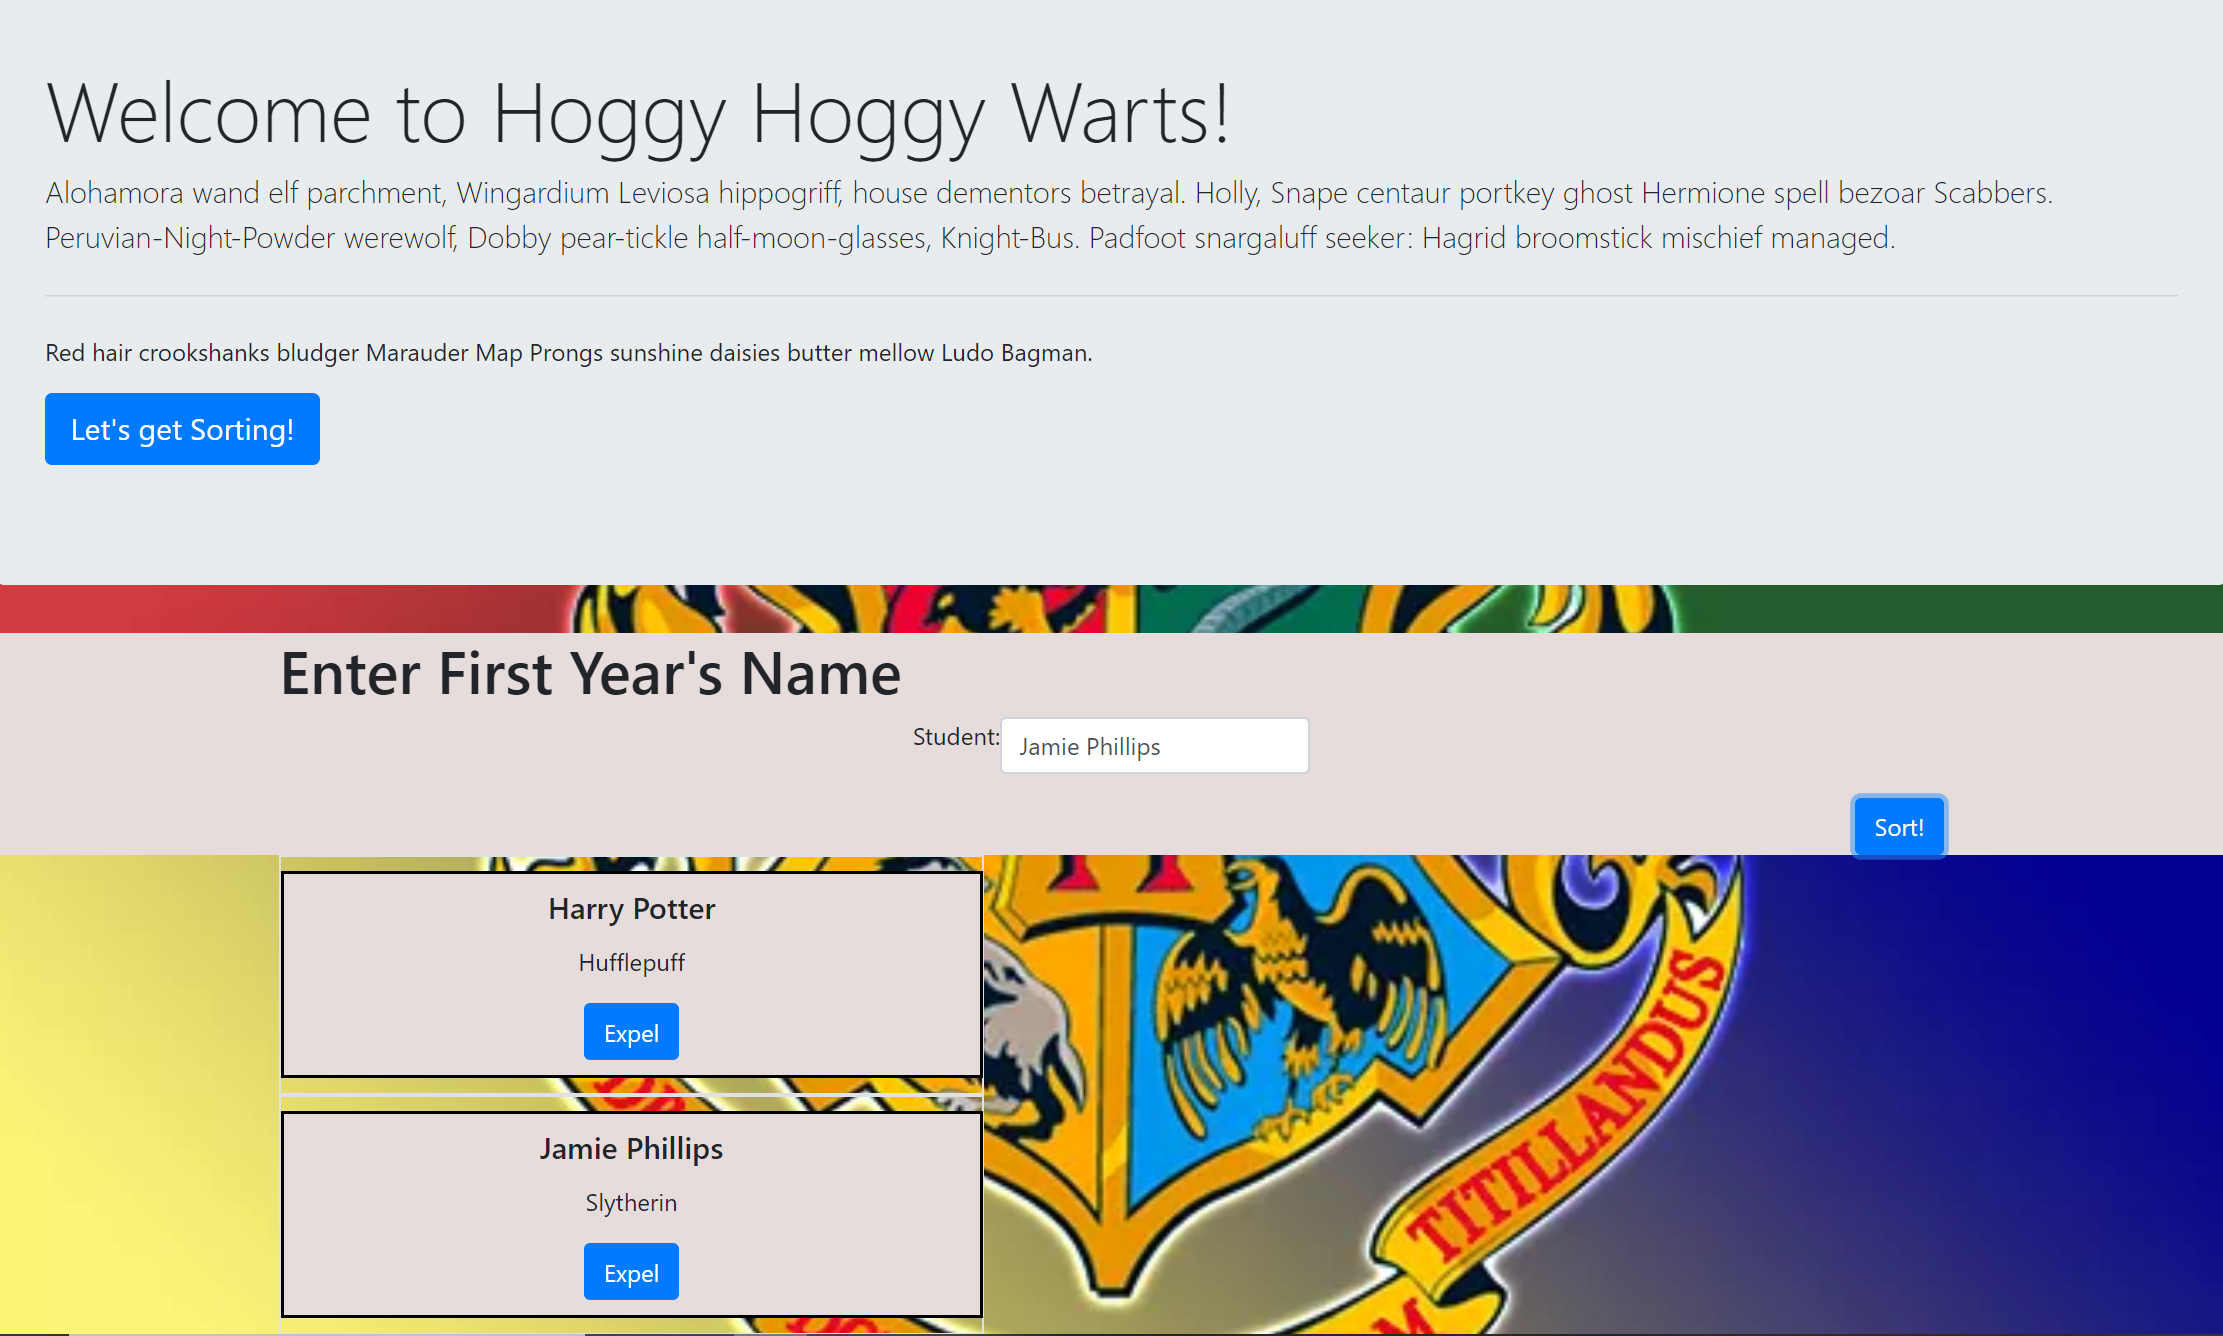 Welcome to Hoggy Hoggy Warts!
Alohamora wand elf parchment, Wingardium Leviosa hippogriff, house dementors betrayal. Holly, Snape centaur portkey ghost Hermione spell bezoar Scabbers.
Peruvian-Night-Powder werewolf, Dobby pear-tickle half-moon-glasses, Knight-Bus. Padfoot snargaluff seeker: Hagrid broomstick mischief managed.
Red hair crookshanks bludger Marauder Map Prongs sunshine daisies butter mellow Ludo Bagman.
Let's get Sorting!
Enter First Year's Name
Student:
Jamie Phillips
Sort!
Harry Potter
Hufflepuff
Expel
TITILLANDUS
Jamie Phillips
Slytherin
Expel